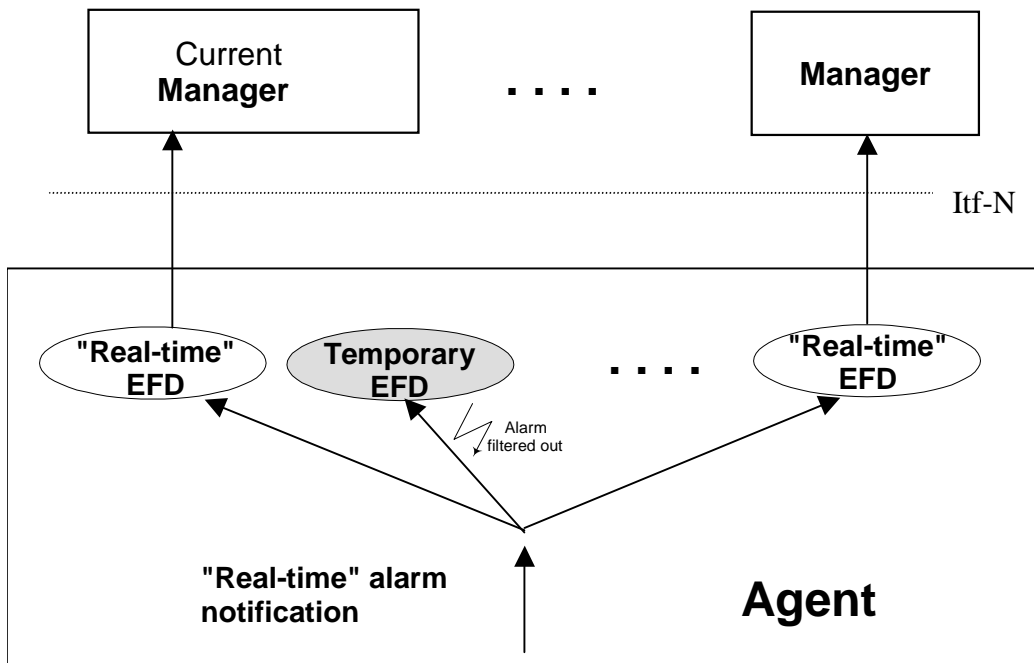 Current
Manager
. . . .
Manager
Itf-N
"Real-time"
EFD
Temporary
EFD
. . . .
"Real-time"
EFD
Alarm
filtered out
"Real-time" alarm
notification
Agent